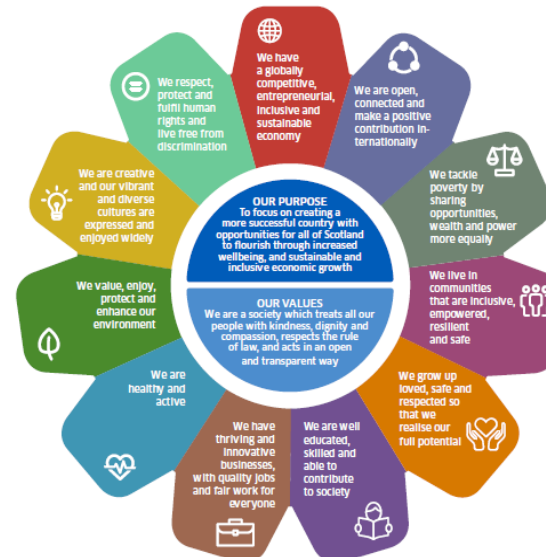 We have
a globally
competitive,
entrepreneurial,
inclusive and
sustainable
economy
We are open,
connected and
make a positive
contribution in-
ternationally
We tackle
poverty by
sharing
opportunities,
wealth and power
more equally
We live in
communities
that are inclusive,
empowered,
resilient
and safe
We grow up
loved, safe and
respected so
that we
realise our
full potential
We are well
educated,
skilled and
able to
contribute
to society
We have
thriving and
innovative
businesses,
with quality jobs
and fair work for
everyone
We are
healthy and
active
We value, enjoy,
protect and
enhance our
environment
We are creative
and our vibrant
and diverse
cultures are
expressed and
enjoyed widely
We respect,
protect and
fulfil human
rights and
live free from
discrimination
OUR PURPOSE
To focus on creating a
more successful country with
opportunities for all of Scotland
to flourish through increased
wellbeing, and sustainable and
inclusive economic growth
OUR VALUES
We are a society which treats all our
people with kindness, dignity and
compassion, respects the rule
of law, and acts in an open
and transparent way